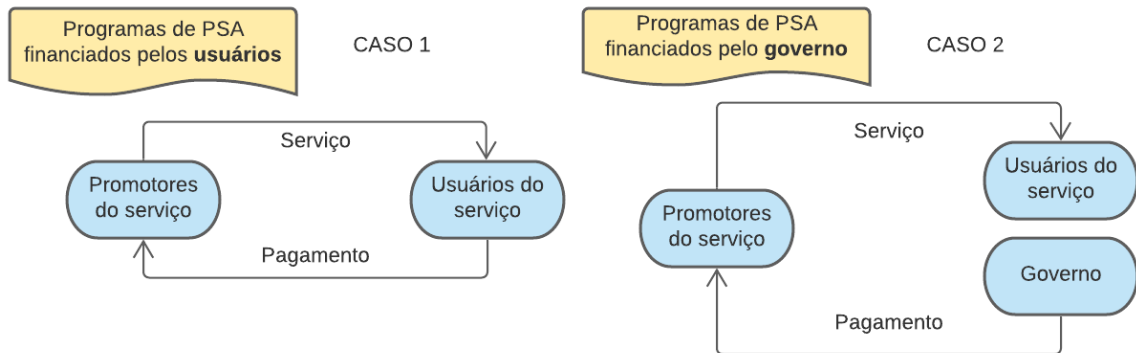 Programas de PSA
financiados pelos usuários
CASO 1
Serviço
Promotores
do serviço
Usuários do
serviço
Pagamento
Programas de PSA
financiados pelo governo
CASO 2
Serviço
Usuários do
serviço
Promotores
do serviço
Governo
Pagamento